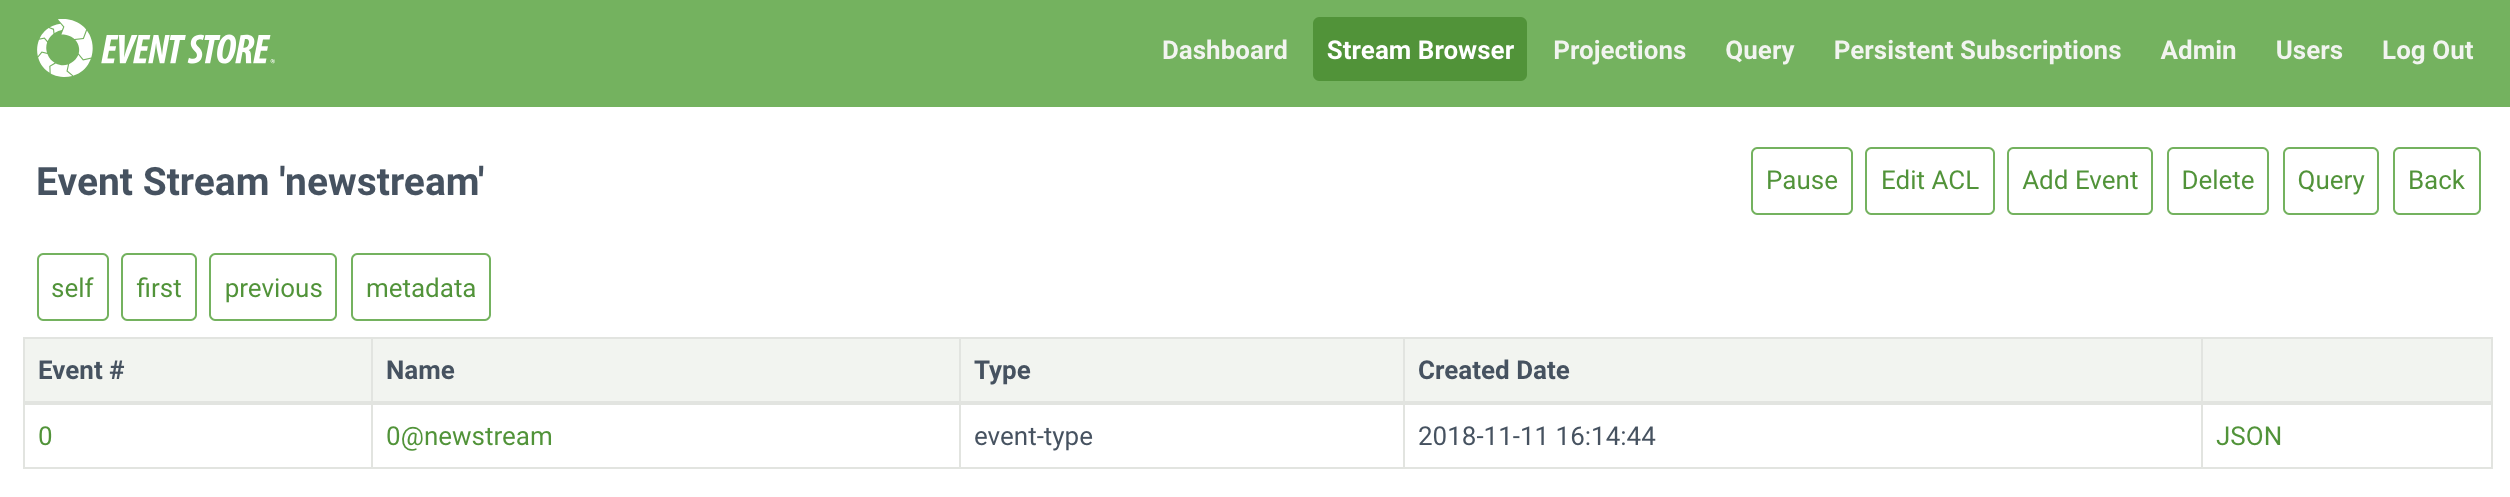 EVENT STORE
Dashboard Stream Browser Projections Query Persistent Subscriptions Admin Users Log Out
Event Stream 'newstream'
Pause Edit ACL Add Event Delete Query Back
self first previous metadata
Event # Name Type Created Date
0 0@newstream event-type 2018-11-11 16:14:44 JSON